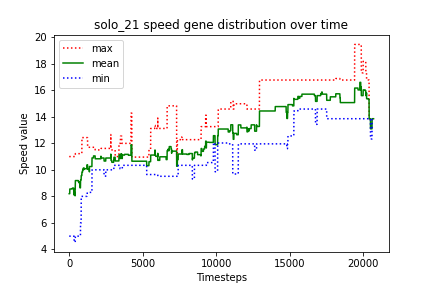 solo_21 speed gene distribution over time
max
mean
min
Speed value
20
18
16
14
12
10
8
6
4
0
5000
10000
15000
20000
Timesteps